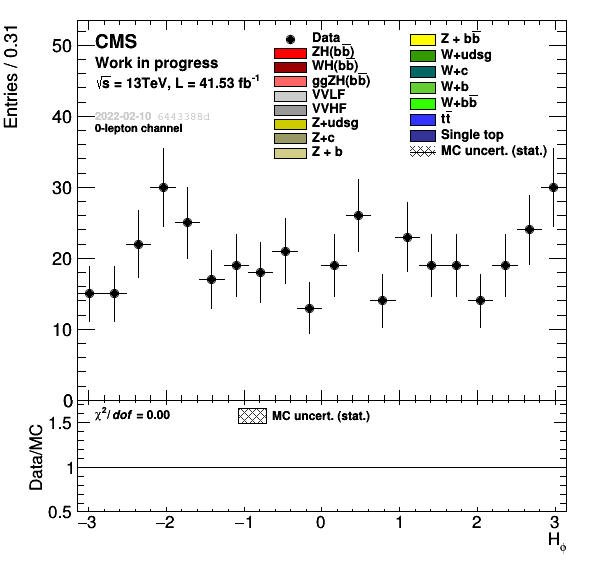 Entries / 0.31
CMS
Work in progress
√s = 13TeV, L = 41.53 fb⁻¹
2022-02-10 6443388d
0-lepton channel
Data
ZH(bb̅)
WH(bb̅)
ggZH(bb̅)
VVLF
VVHF
Z+udsg
Z+c
Z + b
Z + bb̅
W+udsg
W+c
W+b
W+bb̅
tt̅
Single top
MC uncert. (stat.)
50
40
30
20
10
0
Data/MC
χ²/dof = 0.00
MC uncert. (stat.)
1.5
1
0.5
−3 −2 −1 0 1 2 3
H_ϕ